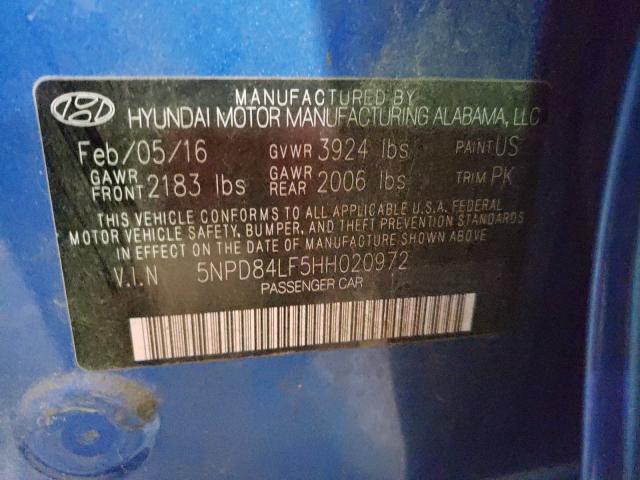 MANUFACTURED BY
HYUNDAI MOTOR MANUFACTURING ALABAMA, LLC
Feb/05/16 GVWR 3924 lbs PAINT US
GAWR FRONT 2183 lbs GAWR REAR 2006 lbs TRIM PK
THIS VEHICLE CONFORMS TO ALL APPLICABLE U.S.A. FEDERAL
MOTOR VEHICLE SAFETY, BUMPER, AND THEFT PREVENTION STANDARDS
IN EFFECT ON THE DATE OF MANUFACTURE SHOWN ABOVE
V.I.N 5NPD84LF5HH020972
PASSENGER CAR